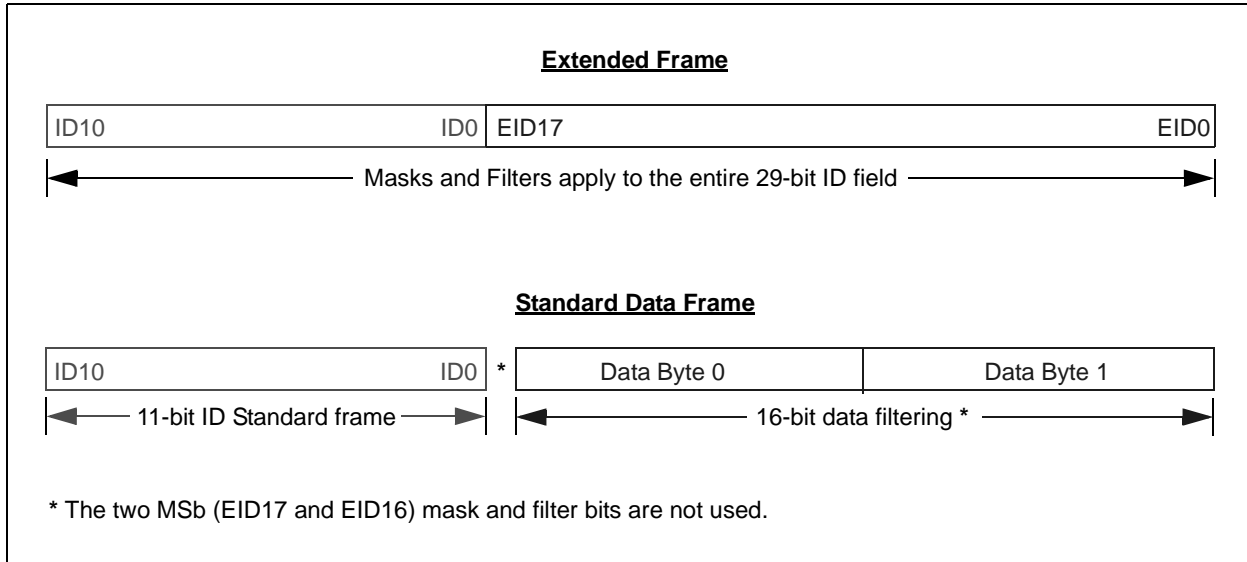 Extended Frame
ID10 ID0 EID17 EID0
Masks and Filters apply to the entire 29-bit ID field
Standard Data Frame
ID10 ID0 * Data Byte 0 Data Byte 1
11-bit ID Standard frame 16-bit data filtering *
* The two MSb (EID17 and EID16) mask and filter bits are not used.